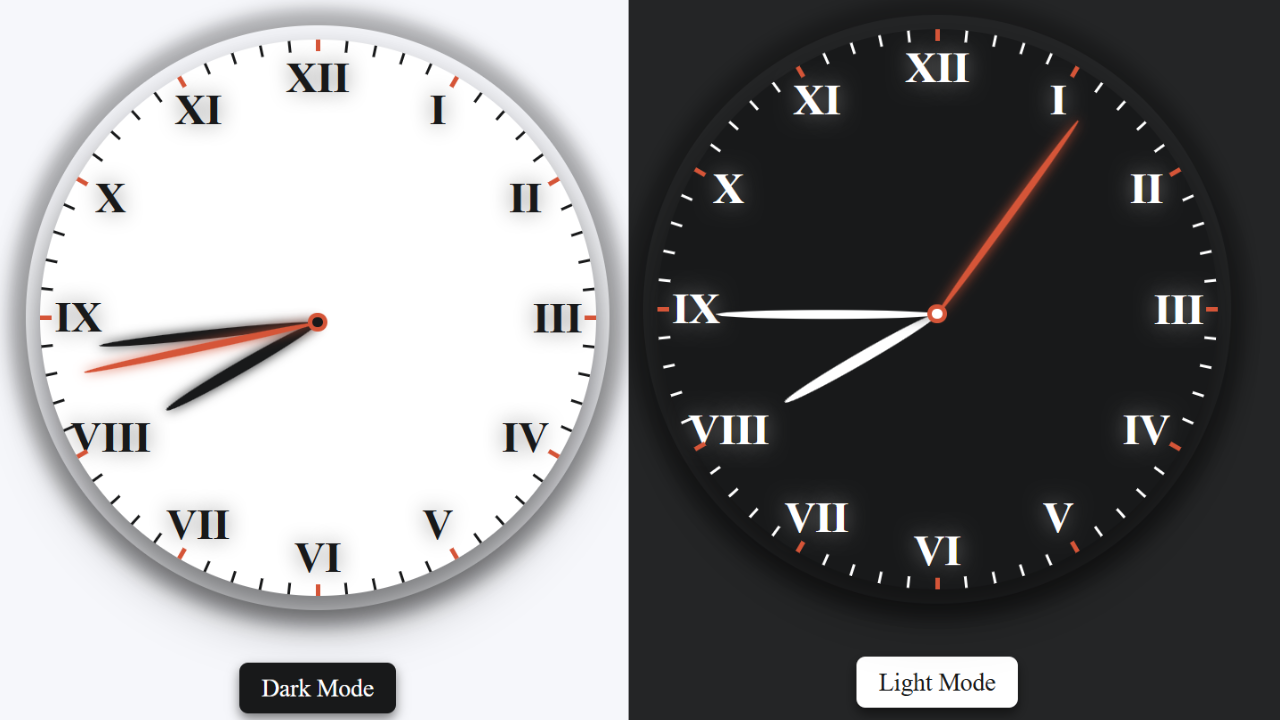 XII
I
II
III
IV
V
VI
VII
VIII
IX
X
XI
Dark Mode
XII
I
II
III
IV
V
VI
VII
VIII
IX
X
XI
Light Mode